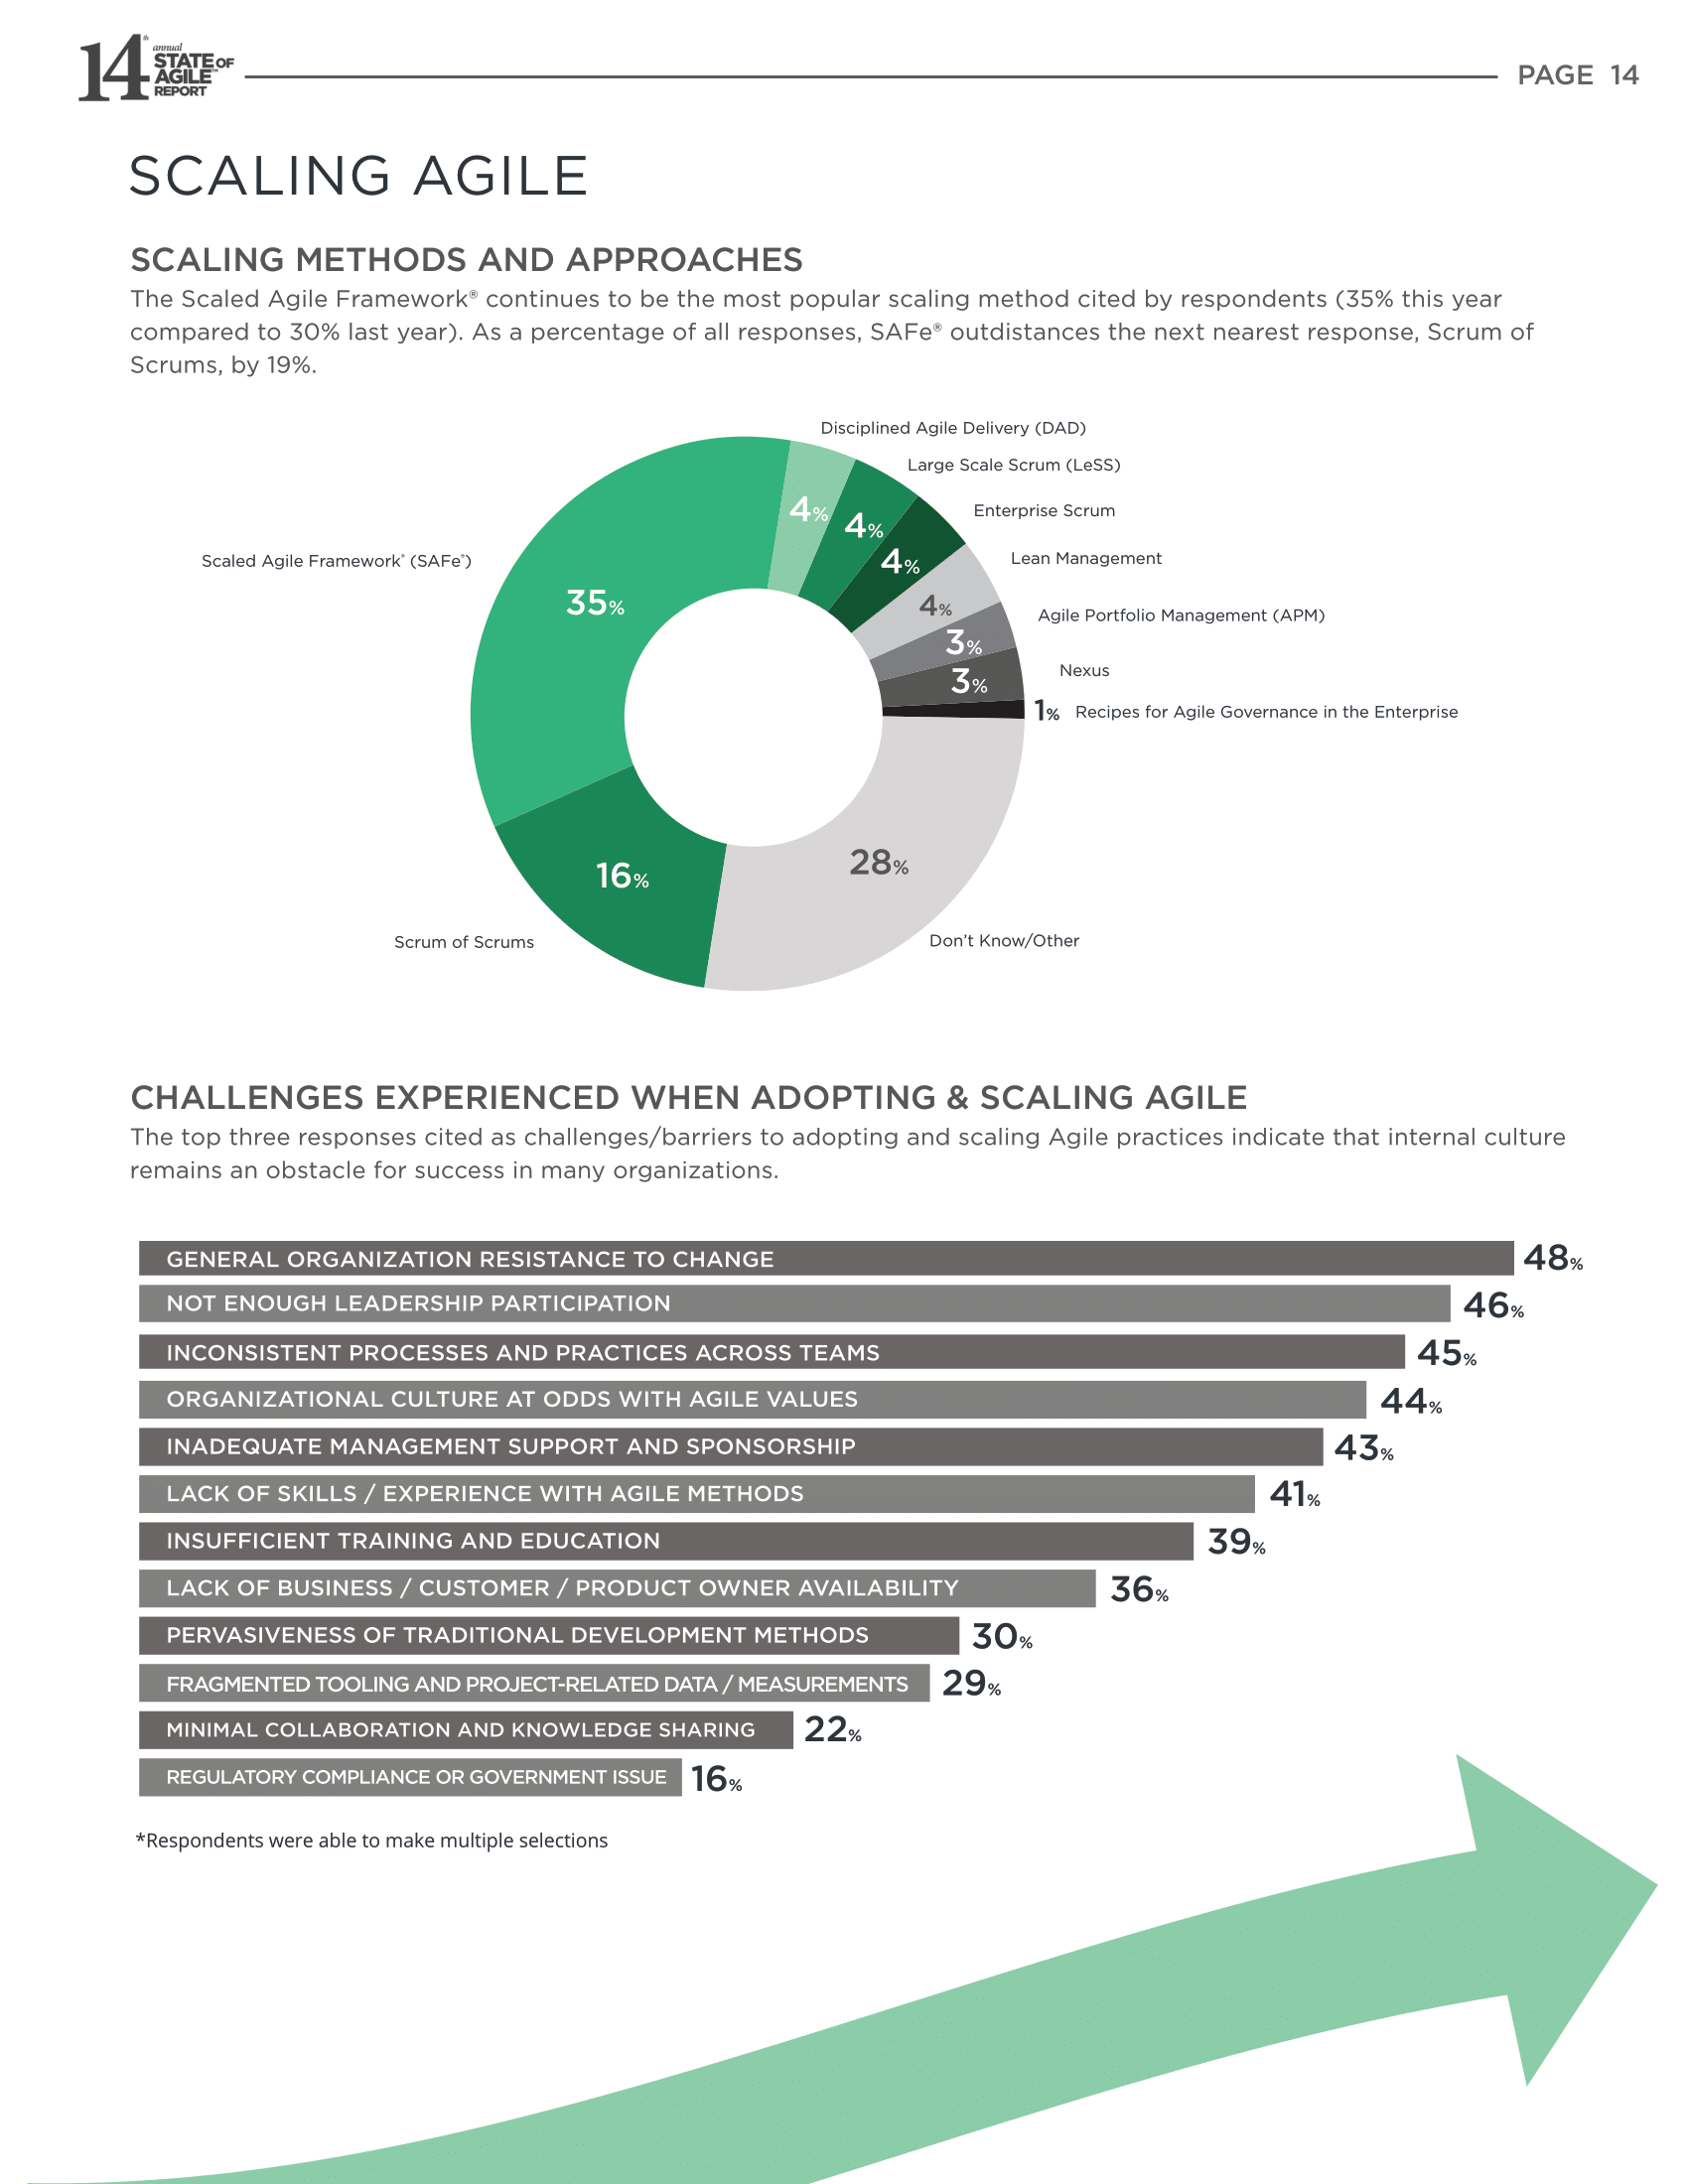 14th annual
STATE OF
AGILE™
REPORT
PAGE 14
SCALING AGILE
SCALING METHODS AND APPROACHES
The Scaled Agile Framework® continues to be the most popular scaling method cited by respondents (35% this year
compared to 30% last year). As a percentage of all responses, SAFe® outdistances the next nearest response, Scrum of
Scrums, by 19%.
Disciplined Agile Delivery (DAD)
4%
Large Scale Scrum (LeSS)
4%
Enterprise Scrum
4%
Lean Management
4%
Agile Portfolio Management (APM)
3%
Nexus
3%
1% Recipes for Agile Governance in the Enterprise
Scaled Agile Framework® (SAFe®)
35%
16%
Scrum of Scrums
28%
Don't Know/Other
CHALLENGES EXPERIENCED WHEN ADOPTING & SCALING AGILE
The top three responses cited as challenges/barriers to adopting and scaling Agile practices indicate that internal culture
remains an obstacle for success in many organizations.
GENERAL ORGANIZATION RESISTANCE TO CHANGE 48%
NOT ENOUGH LEADERSHIP PARTICIPATION 46%
INCONSISTENT PROCESSES AND PRACTICES ACROSS TEAMS 45%
ORGANIZATIONAL CULTURE AT ODDS WITH AGILE VALUES 44%
INADEQUATE MANAGEMENT SUPPORT AND SPONSORSHIP 43%
LACK OF SKILLS / EXPERIENCE WITH AGILE METHODS 41%
INSUFFICIENT TRAINING AND EDUCATION 39%
LACK OF BUSINESS / CUSTOMER / PRODUCT OWNER AVAILABILITY 36%
PERVASIVENESS OF TRADITIONAL DEVELOPMENT METHODS 30%
FRAGMENTED TOOLING AND PROJECT-RELATED DATA / MEASUREMENTS 29%
MINIMAL COLLABORATION AND KNOWLEDGE SHARING 22%
REGULATORY COMPLIANCE OR GOVERNMENT ISSUE 16%
*Respondents were able to make multiple selections